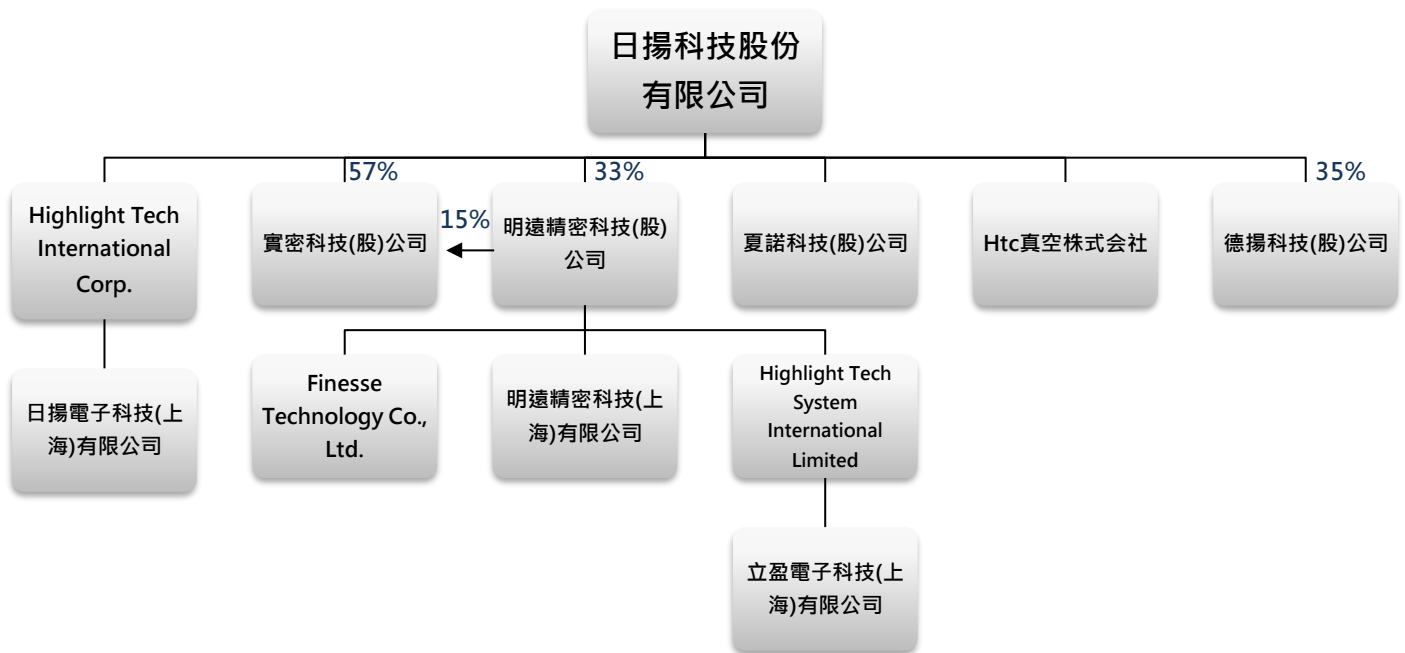 日揚科技股份
有限公司
57%
33%
35%
Highlight Tech
International
Corp.
實密科技(股)公司
15%
明遠精密科技(股)
公司
夏諾科技(股)公司
Htc真空株式会社
德揚科技(股)公司
日揚電子科技(上
海)有限公司
Finesse
Technology Co.,
Ltd.
明遠精密科技(上
海)有限公司
Highlight Tech
System
International
Limited
立盈電子科技(上
海)有限公司